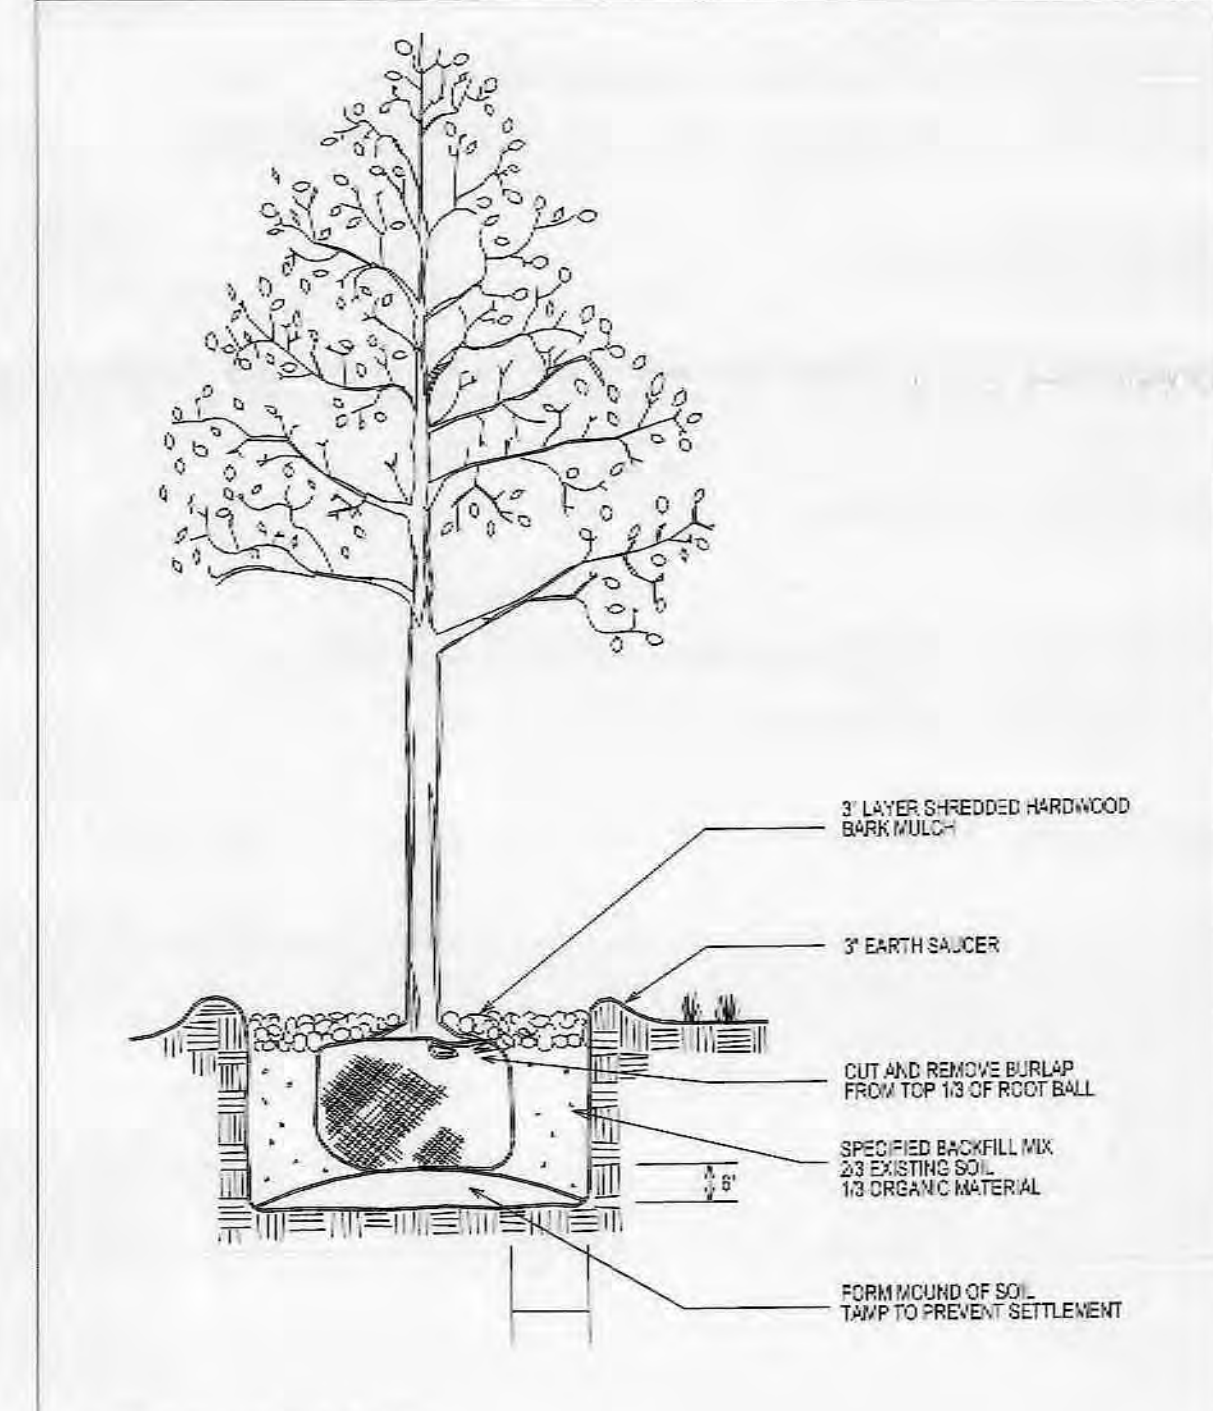 3" LAYER SHREDDED HARDWOOD
BARK MULCH
3" EARTH SAUCER
CUT AND REMOVE BURLAP
FROM TOP 1/3 OF ROOT BALL
SPECIFIED BACKFILL MIX
2/3 EXISTING SOIL
1/3 ORGANIC MATERIAL
6"
FORM MOUND OF SOIL
TAMP TO PREVENT SETTLEMENT